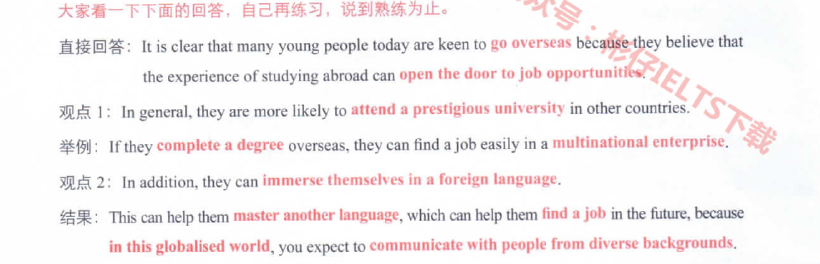 大家看一下下面的回答，自己再练习，说到熟练为止。
直接回答：It is clear that many young people today are keen to go overseas because they believe that
the experience of studying abroad can open the door to job opportunities.
观点 1：In general, they are more likely to attend a prestigious university in other countries.
举例：If they complete a degree overseas, they can find a job easily in a multinational enterprise.
观点 2：In addition, they can immerse themselves in a foreign language.
结果：This can help them master another language, which can help them find a job in the future, because
in this globalised world, you expect to communicate with people from diverse backgrounds.
众号：彬仔IELTS下载